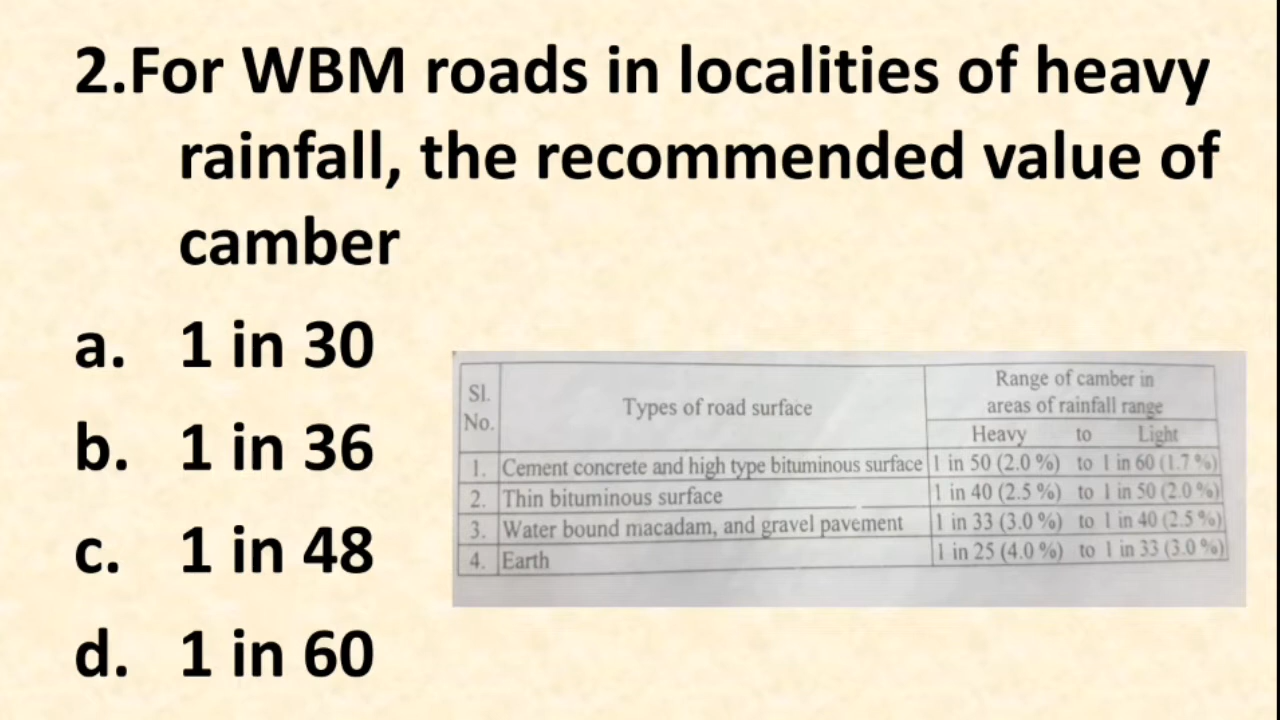 2.For WBM roads in localities of heavy
rainfall, the recommended value of
camber
a. 1 in 30
b. 1 in 36
c. 1 in 48
d. 1 in 60
Sl. No. Types of road surface Range of camber in areas of rainfall range
Heavy to Light
1. Cement concrete and high type bituminous surface 1 in 50 (2.0 %) to 1 in 60 (1.7 %)
2. Thin bituminous surface 1 in 40 (2.5 %) to 1 in 50 (2.0 %)
3. Water bound macadam, and gravel pavement 1 in 33 (3.0 %) to 1 in 40 (2.5 %)
4. Earth 1 in 25 (4.0 %) to 1 in 33 (3.0 %)